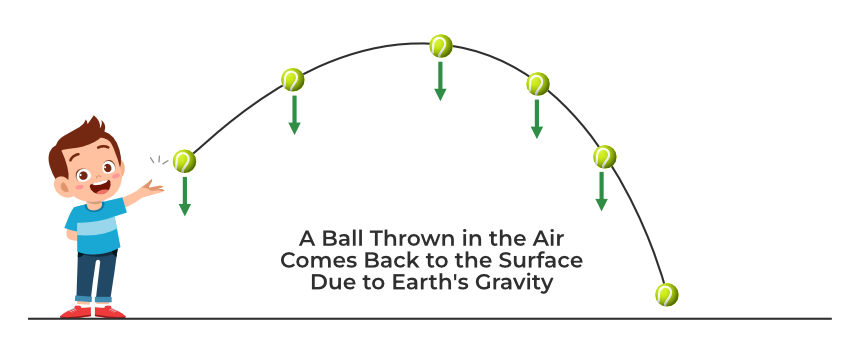 A Ball Thrown in the Air
Comes Back to the Surface
Due to Earth's Gravity